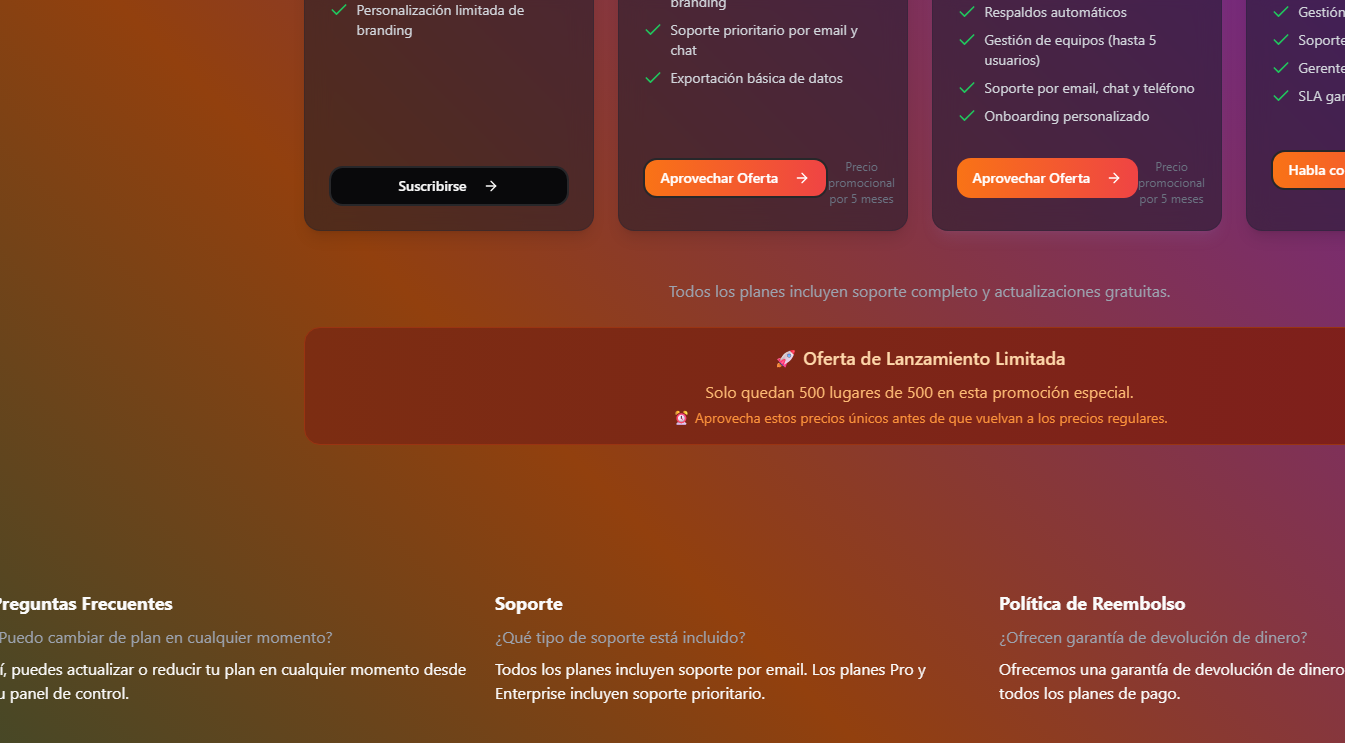 Personalización limitada de
branding
Suscribirse
branding
Soporte prioritario por email y
chat
Exportación básica de datos
Aprovechar Oferta
Precio
promocional
por 5 meses
Respaldos automáticos
Gestión de equipos (hasta 5
usuarios)
Soporte por email, chat y teléfono
Onboarding personalizado
Aprovechar Oferta
Precio
promocional
por 5 meses
Gestión
Soporte
Gerente
SLA gar
Habla co
Todos los planes incluyen soporte completo y actualizaciones gratuitas.
🚀 Oferta de Lanzamiento Limitada
Solo quedan 500 lugares de 500 en esta promoción especial.
⏰ Aprovecha estos precios únicos antes de que vuelvan a los precios regulares.
Preguntas Frecuentes
Puedo cambiar de plan en cualquier momento?
í, puedes actualizar o reducir tu plan en cualquier momento desde
u panel de control.
Soporte
¿Qué tipo de soporte está incluido?
Todos los planes incluyen soporte por email. Los planes Pro y
Enterprise incluyen soporte prioritario.
Política de Reembolso
¿Ofrecen garantía de devolución de dinero?
Ofrecemos una garantía de devolución de dinero
todos los planes de pago.